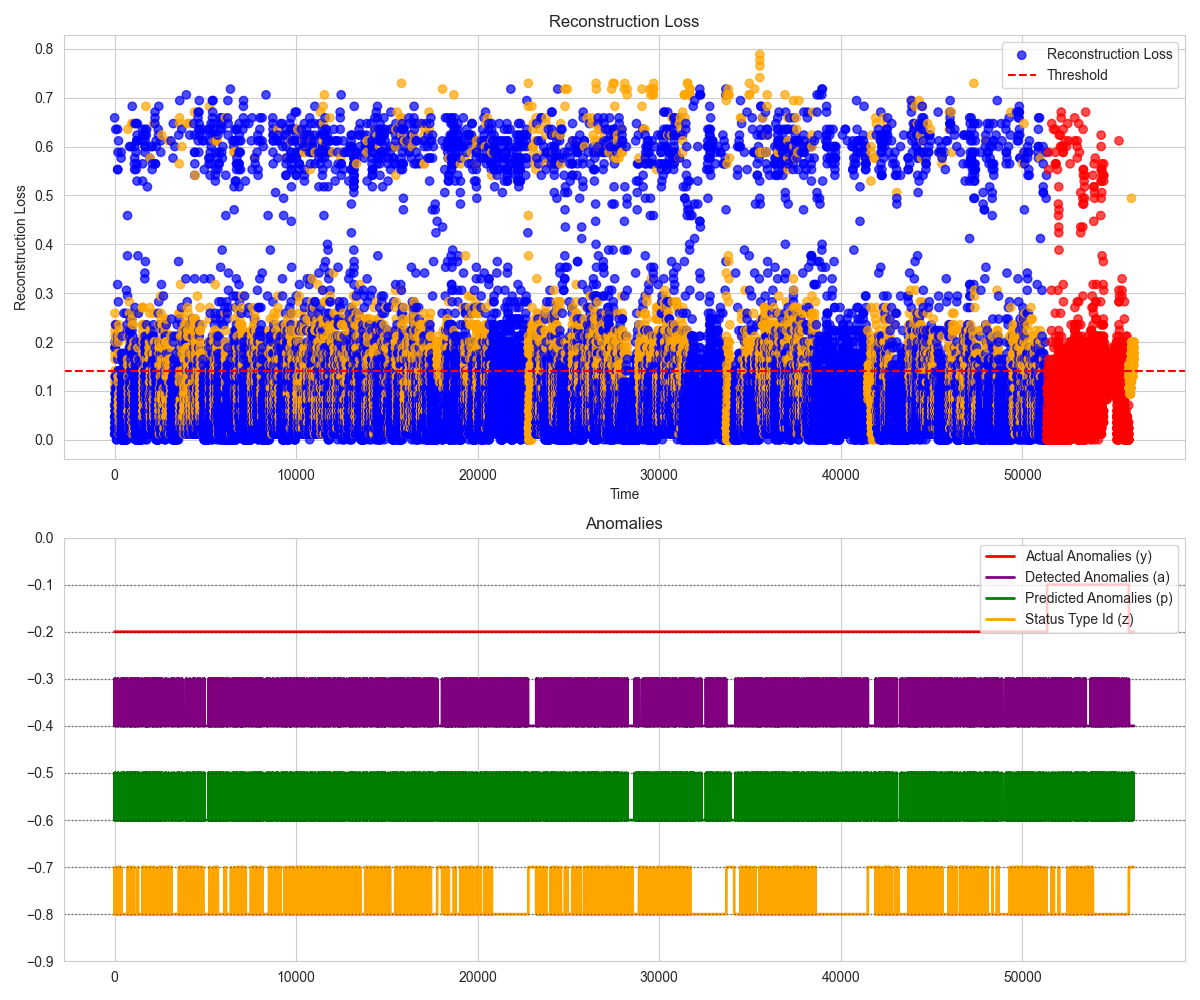 Reconstruction Loss
Reconstruction Loss
Threshold
0.8
0.7
0.6
0.5
0.4
0.3
0.2
0.1
0.0
Reconstruction Loss
0 10000 20000 30000 40000 50000
Time
Anomalies
Actual Anomalies (y)
Detected Anomalies (a)
Predicted Anomalies (p)
Status Type Id (z)
0.0
−0.1
−0.2
−0.3
−0.4
−0.5
−0.6
−0.7
−0.8
−0.9
0 10000 20000 30000 40000 50000